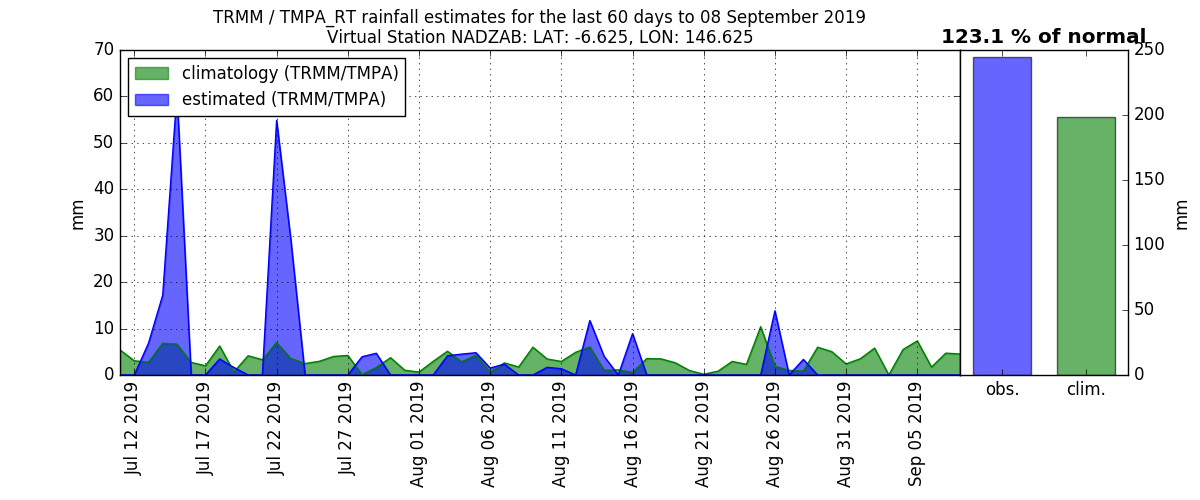 TRMM / TMPA_RT rainfall estimates for the last 60 days to 08 September 2019
Virtual Station NADZAB: LAT: -6.625, LON: 146.625
123.1 % of normal
climatology (TRMM/TMPA)
estimated (TRMM/TMPA)
mm
70
60
50
40
30
20
10
0
Jul 12 2019
Jul 17 2019
Jul 22 2019
Jul 27 2019
Aug 01 2019
Aug 06 2019
Aug 11 2019
Aug 16 2019
Aug 21 2019
Aug 26 2019
Aug 31 2019
Sep 05 2019
obs.
clim.
250
200
150
100
50
0
mm